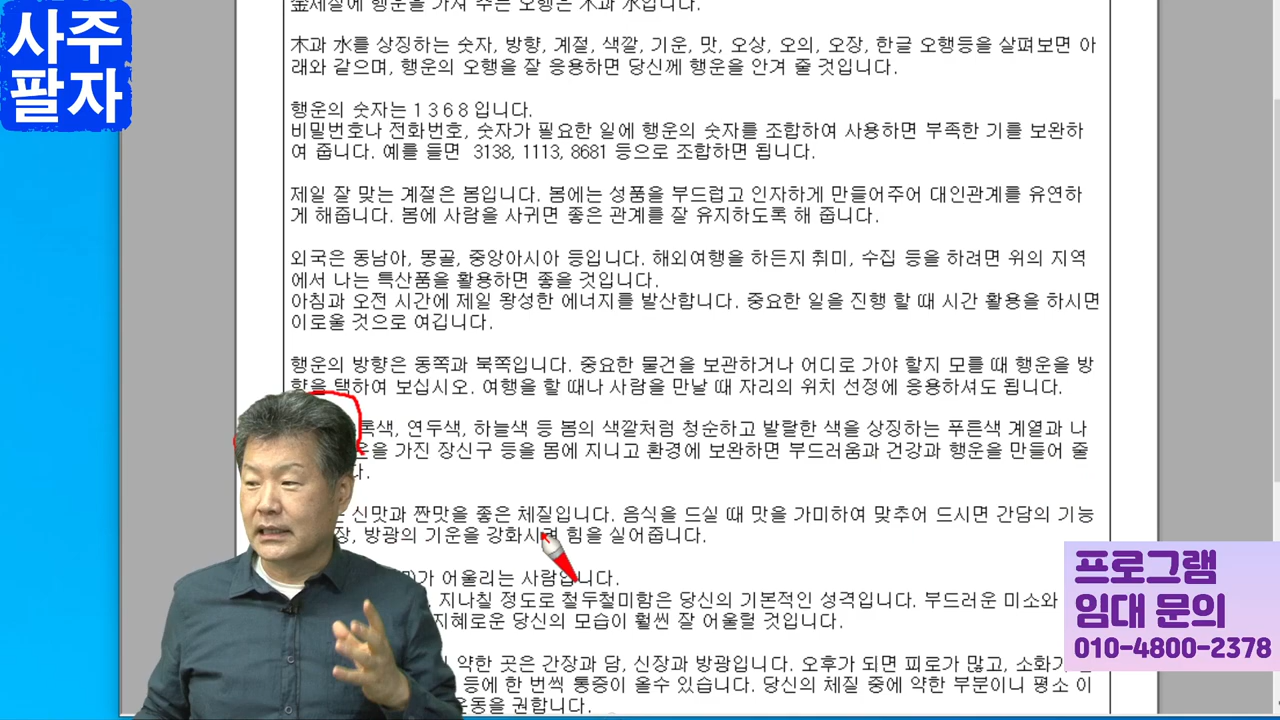 사주
팔자
金체질에 행운을 가져 주는 오행은 木과 水입니다.
木과 水를 상징하는 숫자, 방향, 계절, 색깔, 기운, 맛, 오상, 오의, 오장, 한글 오행등을 살펴보면 아
래와 같으며, 행운의 오행을 잘 응용하면 당신께 행운을 안겨 줄 것입니다.
행운의 숫자는 1 3 6 8 입니다.
비밀번호나 전화번호, 숫자가 필요한 일에 행운의 숫자를 조합하여 사용하면 부족한 기를 보완하
여 줍니다. 예를 들면 3138, 1113, 8681 등으로 조합하면 됩니다.
제일 잘 맞는 계절은 봄입니다. 봄에는 성품을 부드럽고 인자하게 만들어주어 대인관계를 유연하
게 해줍니다. 봄에 사람을 사귀면 좋은 관계를 잘 유지하도록 해 줍니다.
외국은 동남아, 몽골, 중앙아시아 등입니다. 해외여행을 하든지 취미, 수집 등을 하려면 위의 지역
에서 나는 특산품을 활용하면 좋을 것입니다.
아침과 오전 시간에 제일 왕성한 에너지를 발산합니다. 중요한 일을 진행 할 때 시간 활용을 하시면
이로울 것으로 여깁니다.
행운의 방향은 동쪽과 북쪽입니다. 중요한 물건을 보관하거나 어디로 가야 할지 모를 때 행운을 방
향을 택하여 보십시오. 여행을 할 때나 사람을 만날 때 자리의 위치 선정에 응용하셔도 됩니다.
록색, 연두색, 하늘색 등 봄의 색깔처럼 청순하고 발랄한 색을 상징하는 푸른색 계열과 나
을 가진 장신구 등을 몸에 지니고 환경에 보완하면 부드러움과 건강과 행운을 만들어 줄
다.
신맛과 짠맛을 좋은 체질입니다. 음식을 드실 때 맛을 가미하여 맞추어 드시면 간담의 기능
장, 방광의 기운을 강화시켜 힘을 실어줍니다.
가 어울리는 사람입니다.
지나칠 정도로 철두철미함은 당신의 기본적인 성격입니다. 부드러운 미소와
지혜로운 당신의 모습이 훨씬 잘 어울릴 것입니다.
약한 곳은 간장과 담, 신장과 방광입니다. 오후가 되면 피로가 많고, 소화가
등에 한 번씩 통증이 올수 있습니다. 당신의 체질 중에 약한 부분이니 평소 이
운동을 권합니다.
프로그램
임대 문의
010-4800-2378